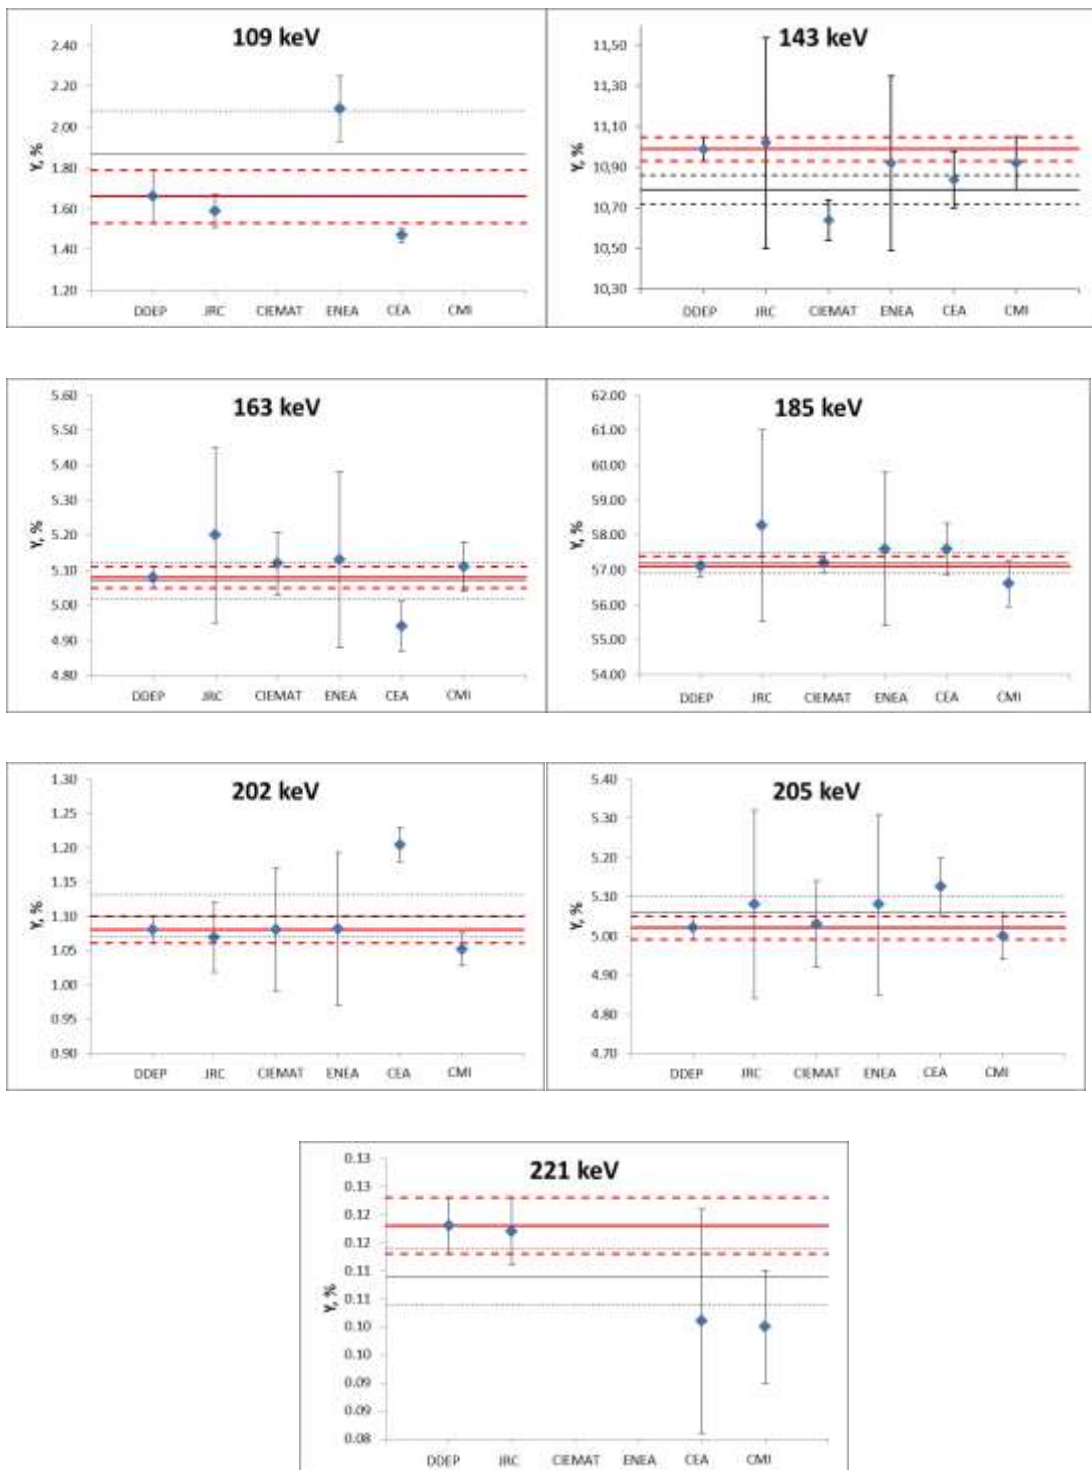 109 keV
Y, %
2.40
2.20
2.00
1.80
1.60
1.40
1.20
DDEP JRC CIEMAT ENEA CEA CMI
143 keV
Y, %
11,50
11,30
11,10
10,90
10,70
10,50
10,30
DDEP JRC CIEMAT ENEA CEA CMI
163 keV
Y, %
5.60
5.50
5.40
5.30
5.20
5.10
5.00
4.90
4.80
DDEP JRC CIEMAT ENEA CEA CMI
185 keV
Y, %
62.00
61.00
60.00
59.00
58.00
57.00
56.00
55.00
54.00
DDEP JRC CIEMAT ENEA CEA CMI
202 keV
Y, %
1.30
1.25
1.20
1.15
1.10
1.05
1.00
0.95
0.90
DDEP JRC CIEMAT ENEA CEA CMI
205 keV
Y, %
5.40
5.30
5.20
5.10
5.00
4.90
4.80
4.70
DDEP JRC CIEMAT ENEA CEA CMI
221 keV
Y, %
0.13
0.13
0.12
0.12
0.11
0.11
0.10
0.10
0.09
0.09
0.08
DDEP JRC CIEMAT ENEA CEA CMI